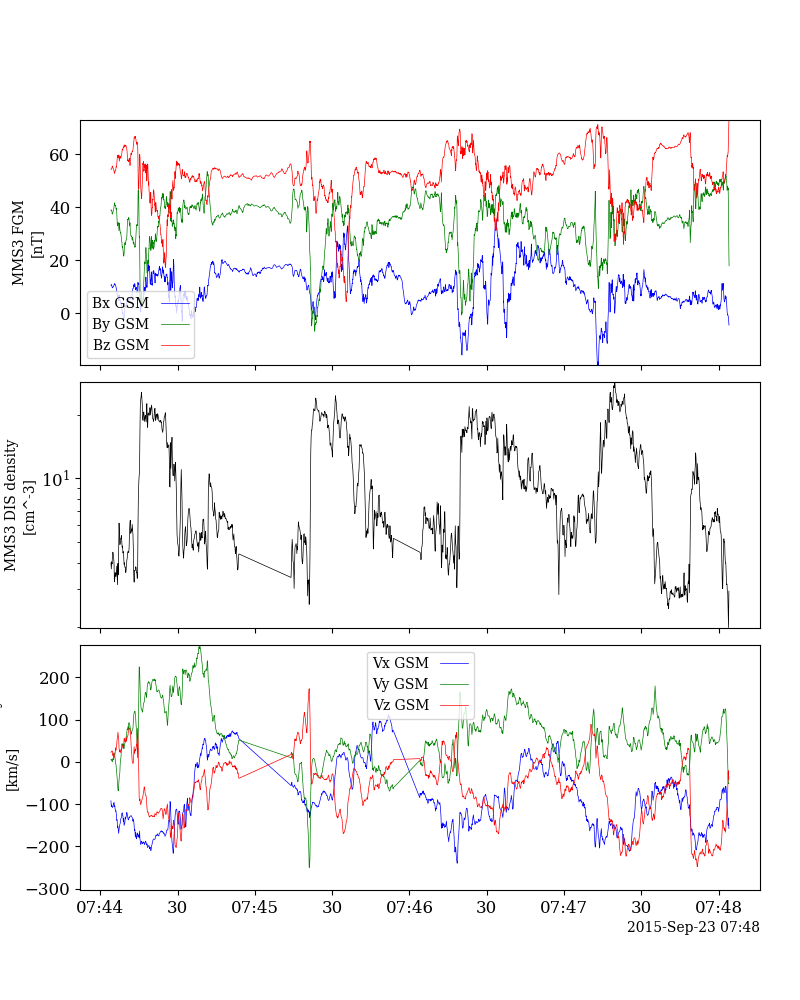 MMS3 FGM
[nT]
60
40
20
0
Bx GSM
By GSM
Bz GSM
MMS3 DIS density
[cm^-3]
10^1
[km/s]
200
100
0
−100
−200
−300
Vx GSM
Vy GSM
Vz GSM
07:44 30 07:45 30 07:46 30 07:47 30 07:48
2015-Sep-23 07:48